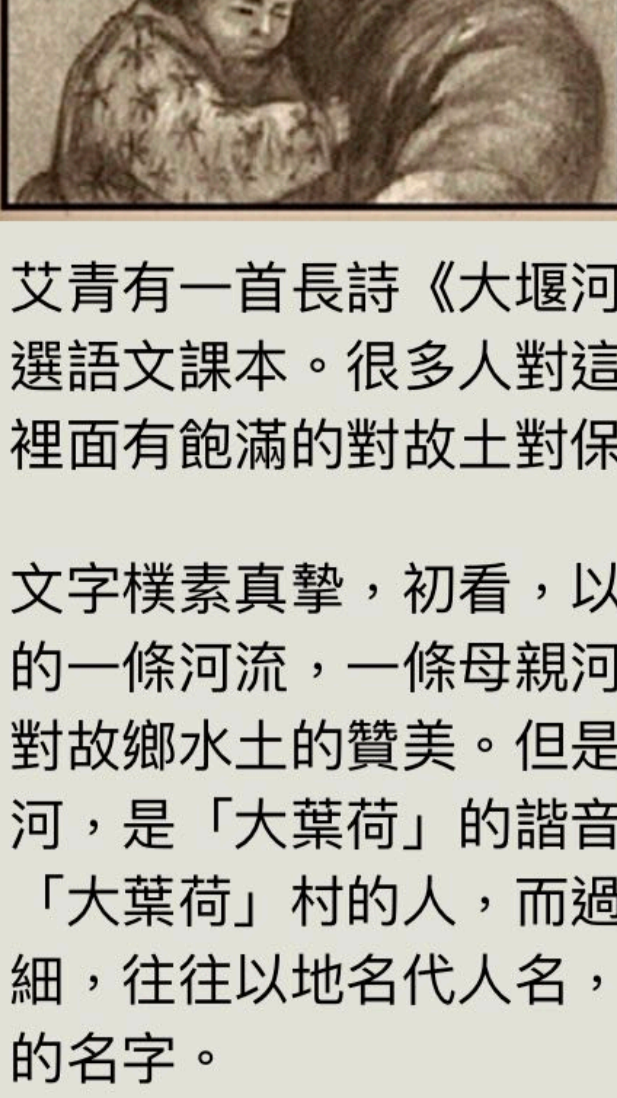 艾青有一首長詩《大堰河
選語文課本。很多人對這
裡面有飽滿的對故土對保
文字樸素真摯，初看，以
的一條河流，一條母親河
對故鄉水土的贊美。但是
河，是「大葉荷」的諧音
「大葉荷」村的人，而過
細，往往以地名代人名，
的名字。